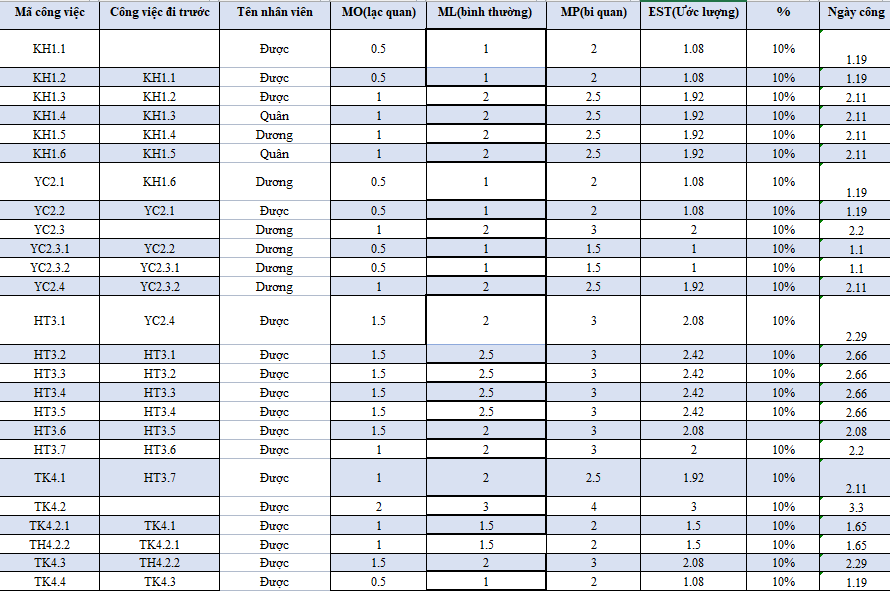 Mã công việc Công việc đi trước Tên nhân viên MO(lạc quan) ML(bình thường) MP(bi quan) EST(Ước lượng) % Ngày công
KH1.1 Được 0.5 1 2 1.08 10% 1.19
KH1.2 KH1.1 Được 0.5 1 2 1.08 10% 1.19
KH1.3 KH1.2 Được 1 2 2.5 1.92 10% 2.11
KH1.4 KH1.3 Quân 1 2 2.5 1.92 10% 2.11
KH1.5 KH1.4 Dương 1 2 2.5 1.92 10% 2.11
KH1.6 KH1.5 Quân 1 2 2.5 1.92 10% 2.11
YC2.1 KH1.6 Dương 0.5 1 2 1.08 10% 1.19
YC2.2 YC2.1 Được 0.5 1 2 1.08 10% 1.19
YC2.3 Dương 1 2 3 2 10% 2.2
YC2.3.1 YC2.2 Dương 0.5 1 1.5 1 10% 1.1
YC2.3.2 YC2.3.1 Dương 0.5 1 1.5 1 10% 1.1
YC2.4 YC2.3.2 Dương 1 2 2.5 1.92 10% 2.11
HT3.1 YC2.4 Được 1.5 2 3 2.08 10% 2.29
HT3.2 HT3.1 Được 1.5 2.5 3 2.42 10% 2.66
HT3.3 HT3.2 Được 1.5 2.5 3 2.42 10% 2.66
HT3.4 HT3.3 Được 1.5 2.5 3 2.42 10% 2.66
HT3.5 HT3.4 Được 1.5 2.5 3 2.42 10% 2.66
HT3.6 HT3.5 Được 1.5 2 3 2.08 2.08
HT3.7 HT3.6 Được 1 2 3 2 10% 2.2
TK4.1 HT3.7 Được 1 2 2.5 1.92 10% 2.11
TK4.2 Được 2 3 4 3 10% 3.3
TK4.2.1 TK4.1 Được 1 1.5 2 1.5 10% 1.65
TH4.2.2 TK4.2.1 Được 1 1.5 2 1.5 10% 1.65
TK4.3 TH4.2.2 Được 1.5 2 3 2.08 10% 2.29
TK4.4 TK4.3 Được 0.5 1 2 1.08 10% 1.19